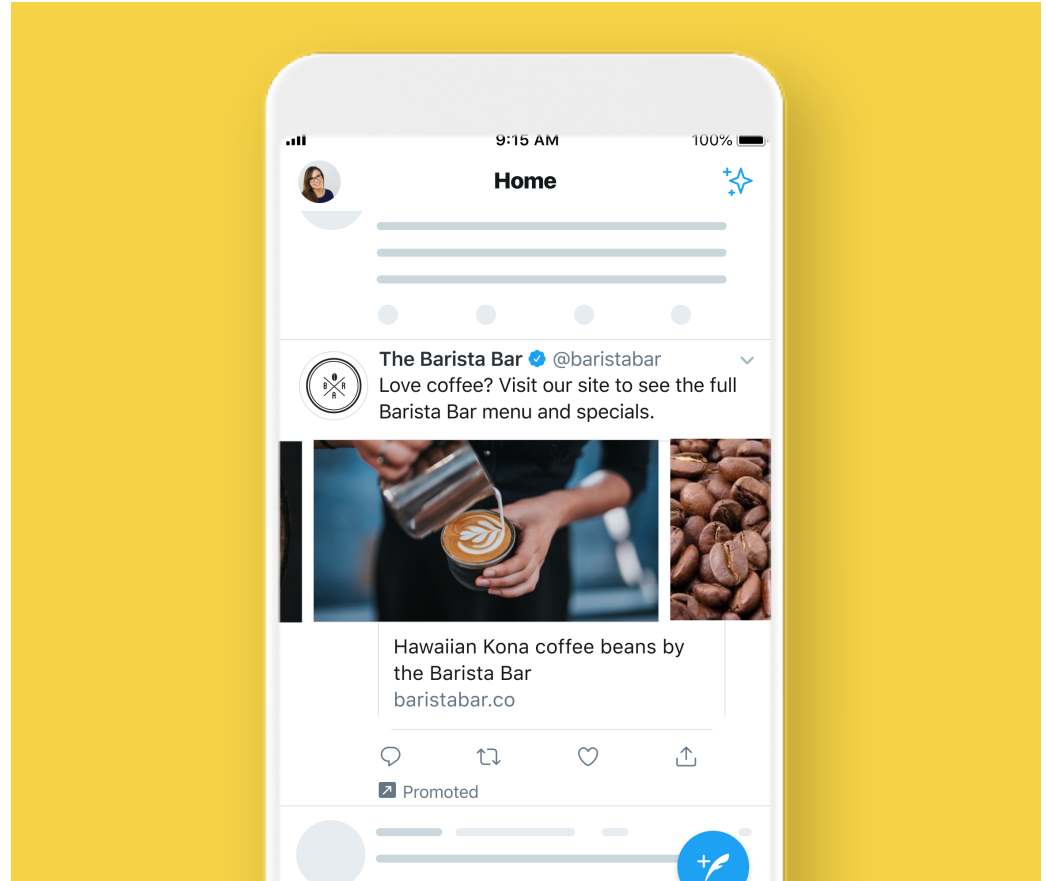 9:15 AM
100%
Home
The Barista Bar @baristabar
Love coffee? Visit our site to see the full
Barista Bar menu and specials.
B A R
A
Hawaiian Kona coffee beans by
the Barista Bar
baristabar.co
Promoted